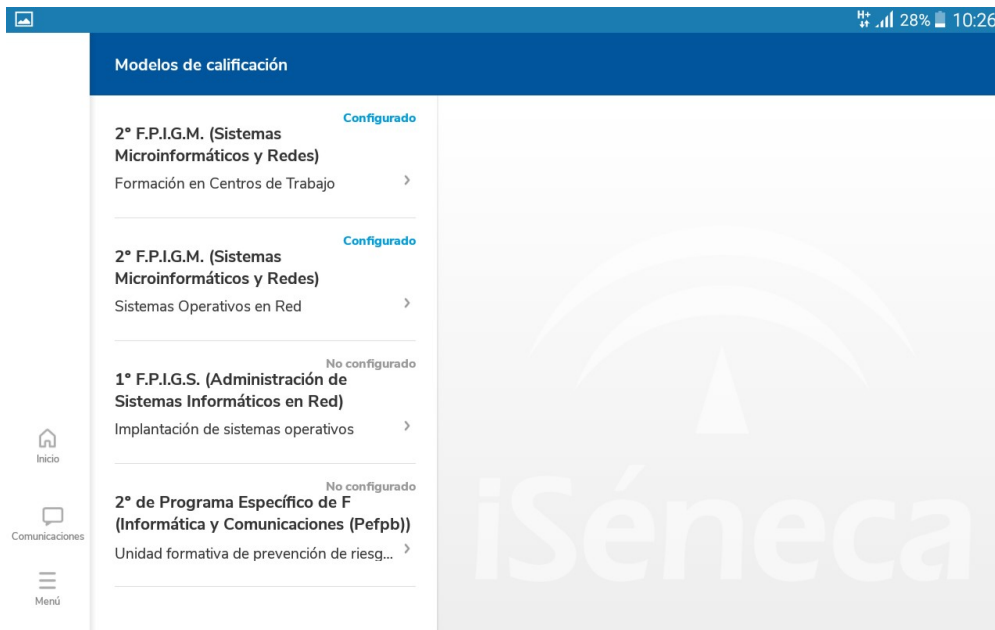 H+ 28% 10:26
Modelos de calificación
Configurado
2° F.P.I.G.M. (Sistemas
Microinformáticos y Redes)
Formación en Centros de Trabajo
Configurado
2° F.P.I.G.M. (Sistemas
Microinformáticos y Redes)
Sistemas Operativos en Red
No configurado
1° F.P.I.G.S. (Administración de
Sistemas Informáticos en Red)
Implantación de sistemas operativos
No configurado
2° de Programa Específico de F
(Informática y Comunicaciones (Pefpb))
Unidad formativa de prevención de riesg...
Inicio
Comunicaciones
Menú
iSéneca